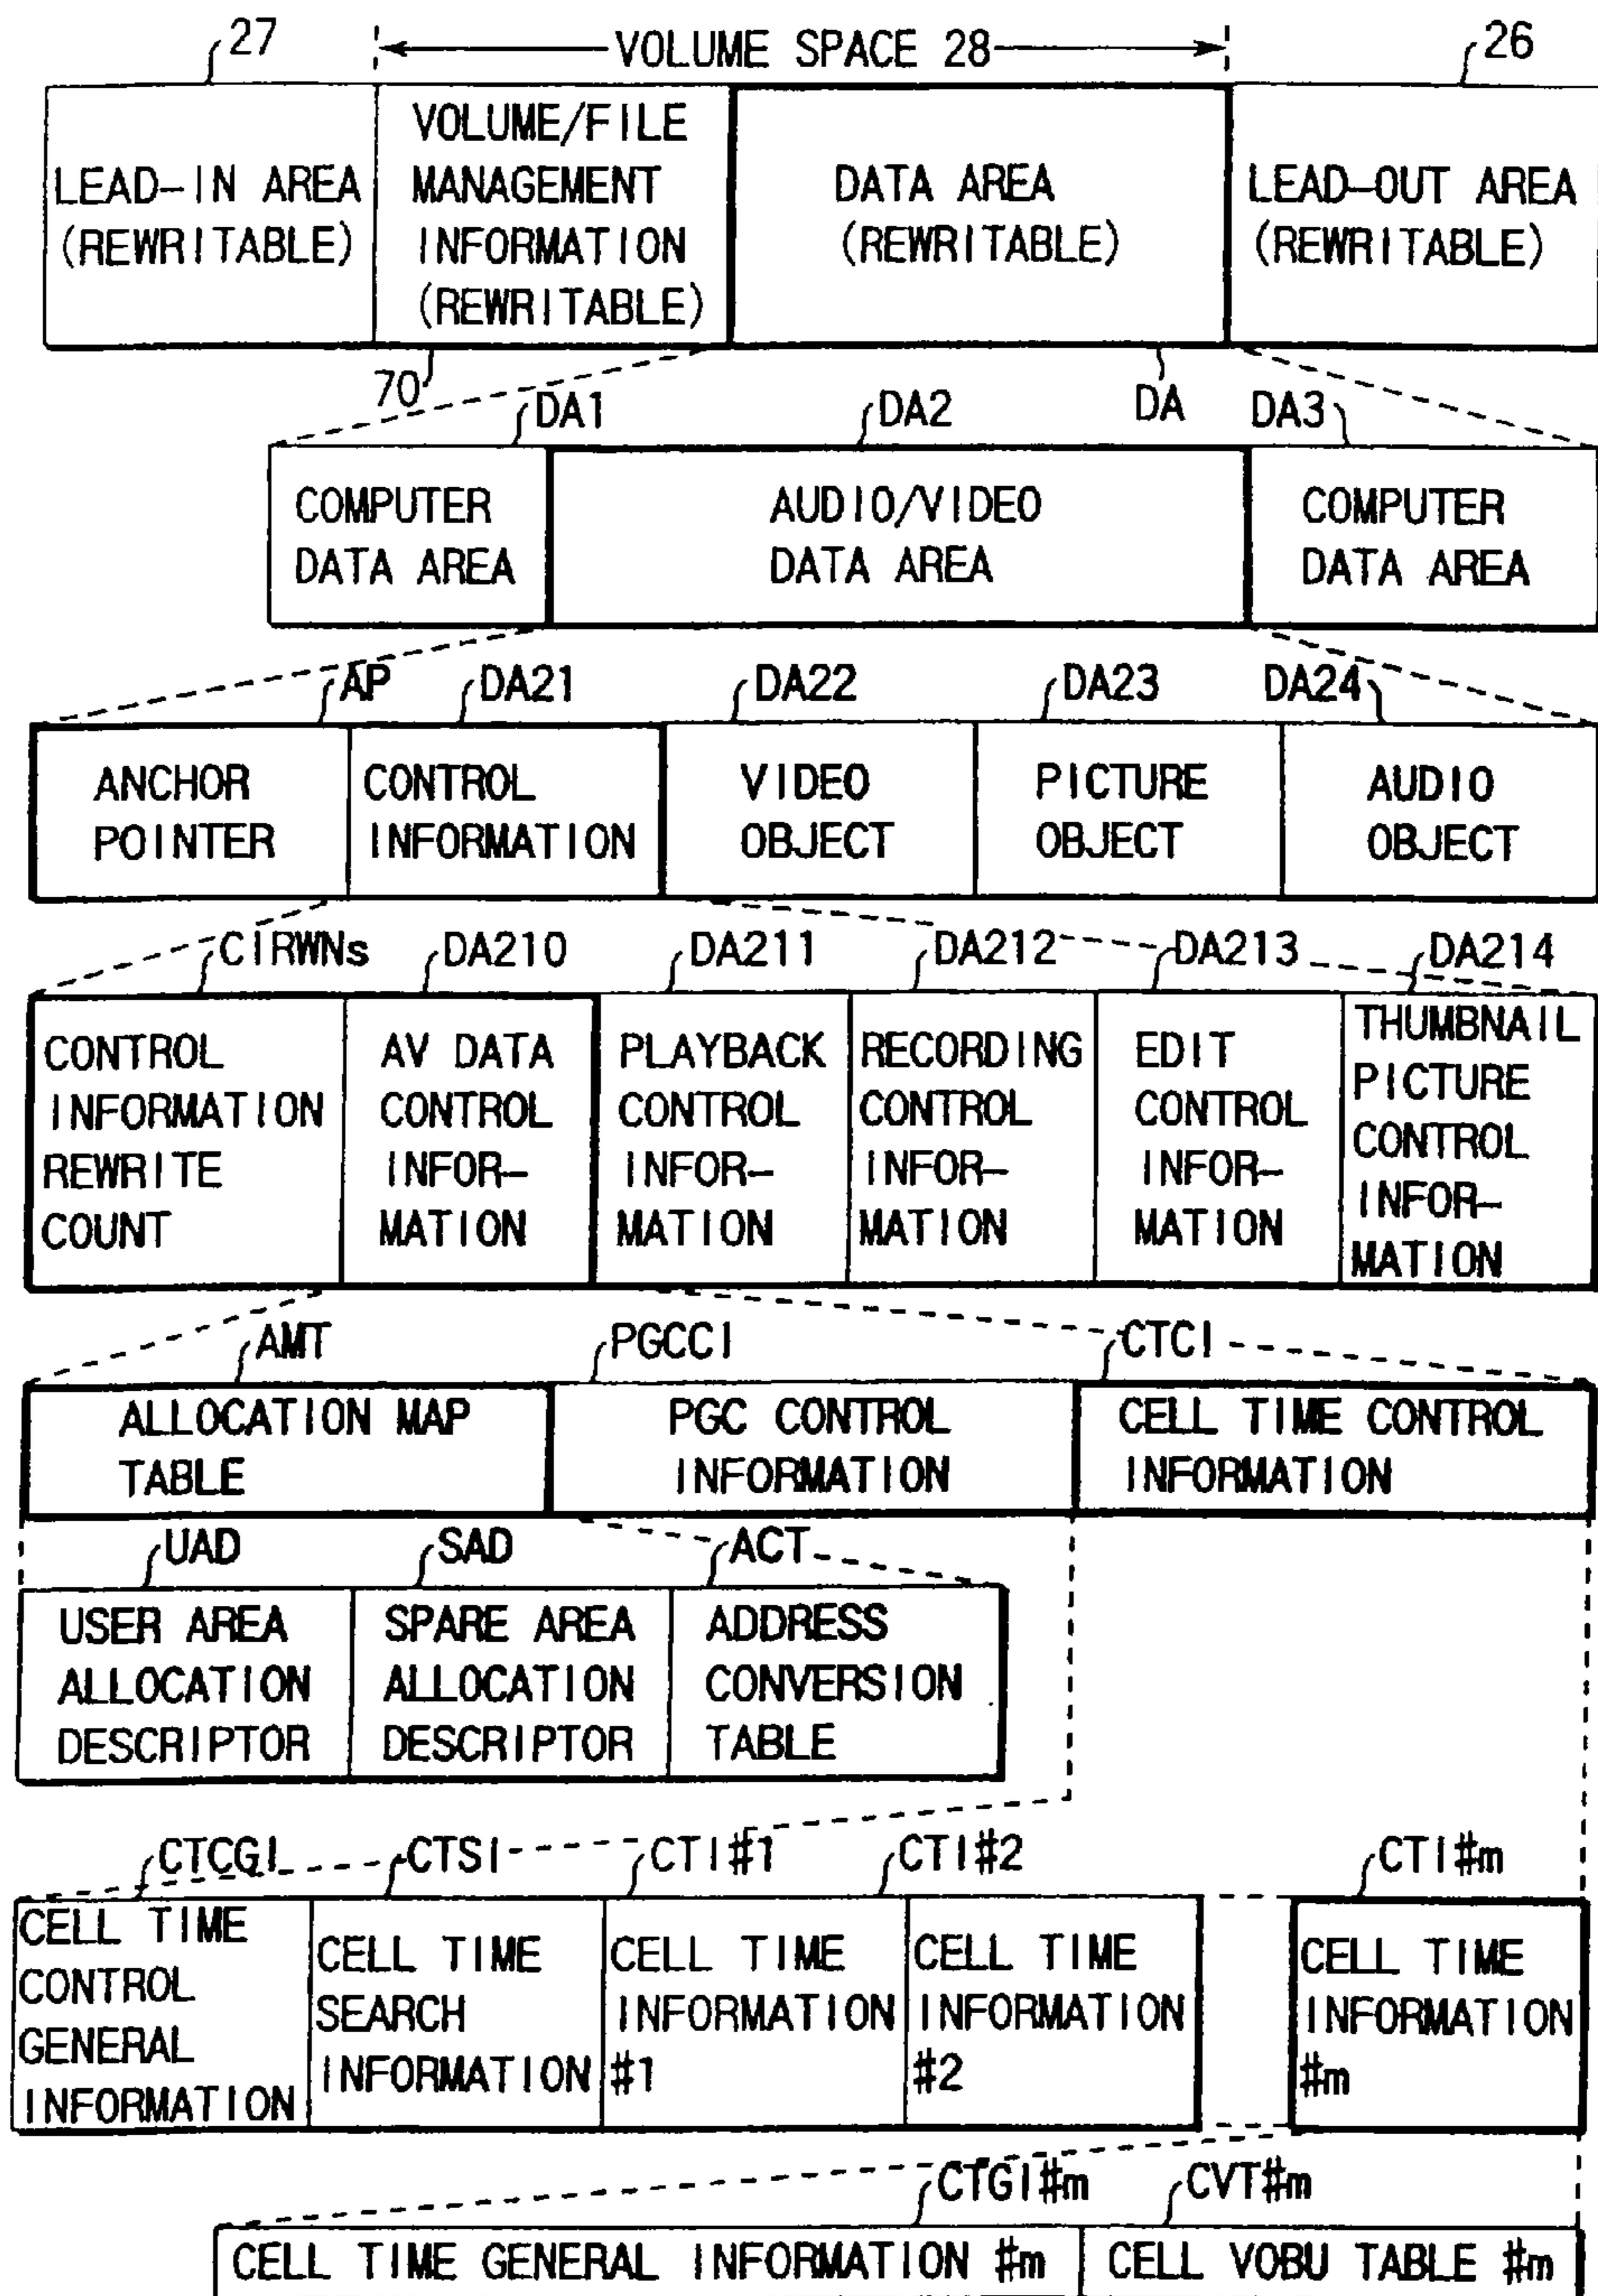 27
VOLUME SPACE 28
26
LEAD-IN AREA
(REWRITABLE)
VOLUME/FILE
MANAGEMENT
INFORMATION
(REWRITABLE)
DATA AREA
(REWRITABLE)
LEAD-OUT AREA
(REWRITABLE)
70
DA
DA1
DA2
DA3
COMPUTER
DATA AREA
AUDIO/VIDEO
DATA AREA
COMPUTER
DATA AREA
AP
DA21
DA22
DA23
DA24
ANCHOR
POINTER
CONTROL
INFORMATION
VIDEO
OBJECT
PICTURE
OBJECT
AUDIO
OBJECT
CIRWNs
DA210
DA211
DA212
DA213
DA214
CONTROL
INFORMATION
REWRITE
COUNT
AV DATA
CONTROL
INFOR-
MATION
PLAYBACK
CONTROL
INFOR-
MATION
RECORDING
CONTROL
INFOR-
MATION
EDIT
CONTROL
INFOR-
MATION
THUMBNAIL
PICTURE
CONTROL
INFOR-
MATION
AMT
PGCCI
CTCI
ALLOCATION MAP
TABLE
PGC CONTROL
INFORMATION
CELL TIME CONTROL
INFORMATION
UAD
SAD
ACT
USER AREA
ALLOCATION
DESCRIPTOR
SPARE AREA
ALLOCATION
DESCRIPTOR
ADDRESS
CONVERSION
TABLE
CTCGI
CTSI
CTI#1
CTI#2
CTI#m
CELL TIME
CONTROL
GENERAL
INFORMATION
CELL TIME
SEARCH
INFORMATION
CELL TIME
INFORMATION
#1
CELL TIME
INFORMATION
#2
CELL TIME
INFORMATION
#m
CTGI#m
CVT#m
CELL TIME GENERAL INFORMATION #m
CELL VOBU TABLE #m